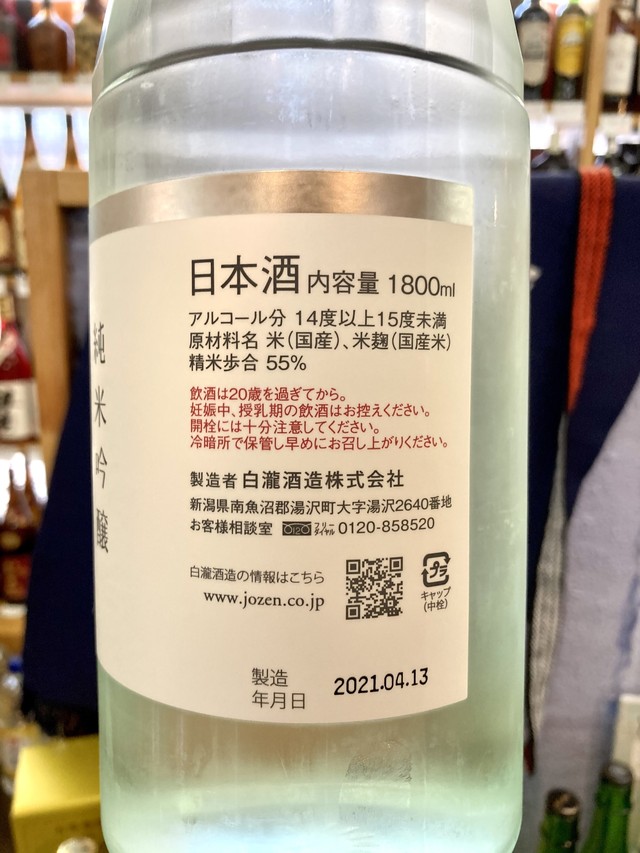 純米吟醸
日本酒 内容量 1800ml
アルコール分 14度以上15度未満
原材料名 米(国産)、米麹(国産米)
精米歩合 55%
飲酒は20歳を過ぎてから。
妊娠中、授乳期の飲酒はお控えください。
開栓には十分注意してください。
冷暗所で保管し早めにお召し上がりください。
製造者 白瀧酒造株式会社
新潟県南魚沼郡湯沢町大字湯沢2640番地
お客様相談室 フリーダイヤル 0120-858520
白瀧酒造の情報はこちら
www.jozen.co.jp
プラ
キャップ
(中栓)
製造
年月日
2021.04.13